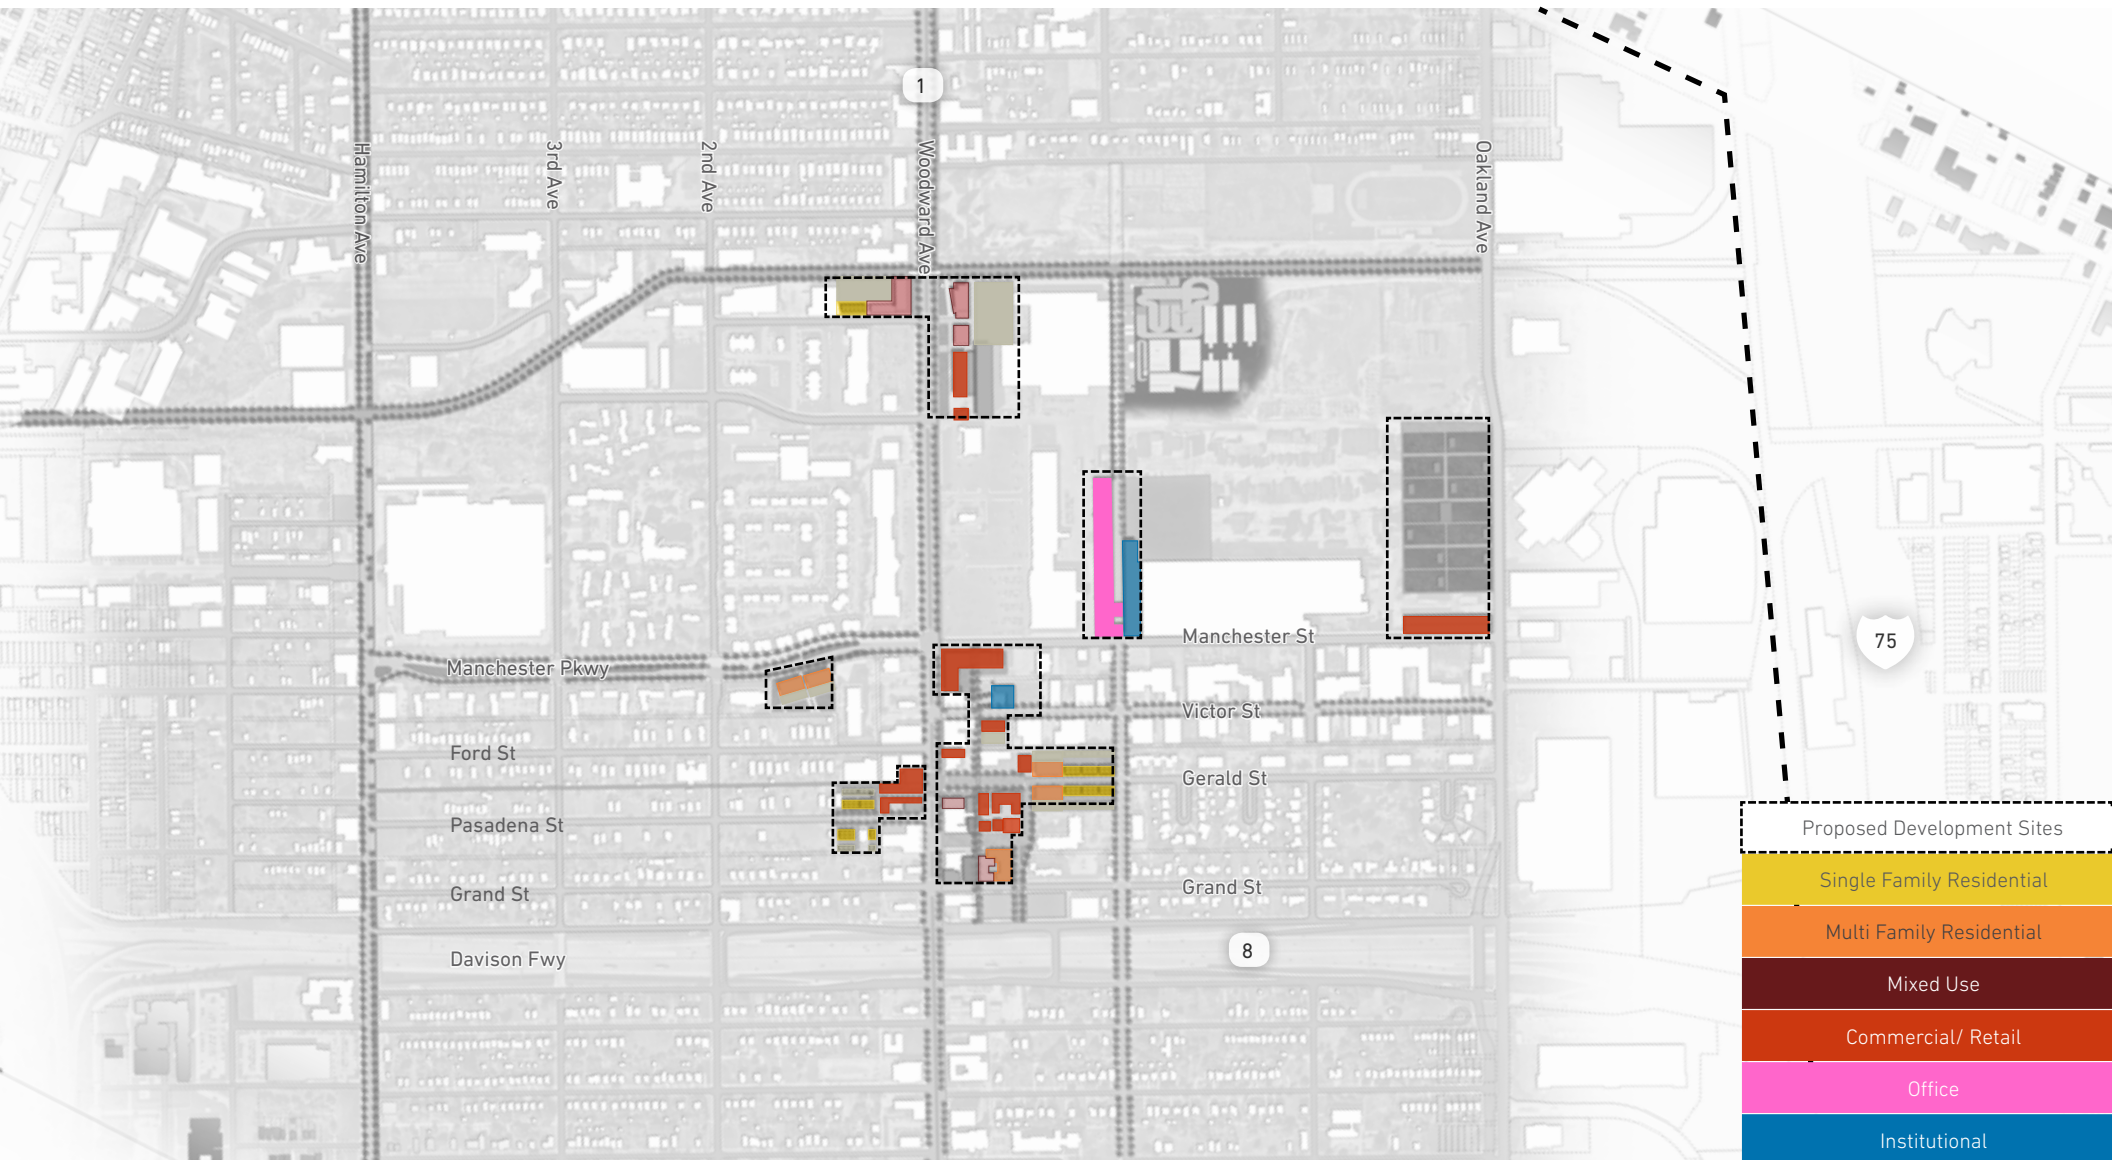 1
Hamilton Ave
3rd Ave
2nd Ave
Woodward Ave
Oakland Ave
Manchester St
75
Manchester Pkwy
Victor St
Ford St
Gerald St
Pasadena St
Grand St
Grand St
Davison Fwy
8
Proposed Development Sites
Single Family Residential
Multi Family Residential
Mixed Use
Commercial/ Retail
Office
Institutional